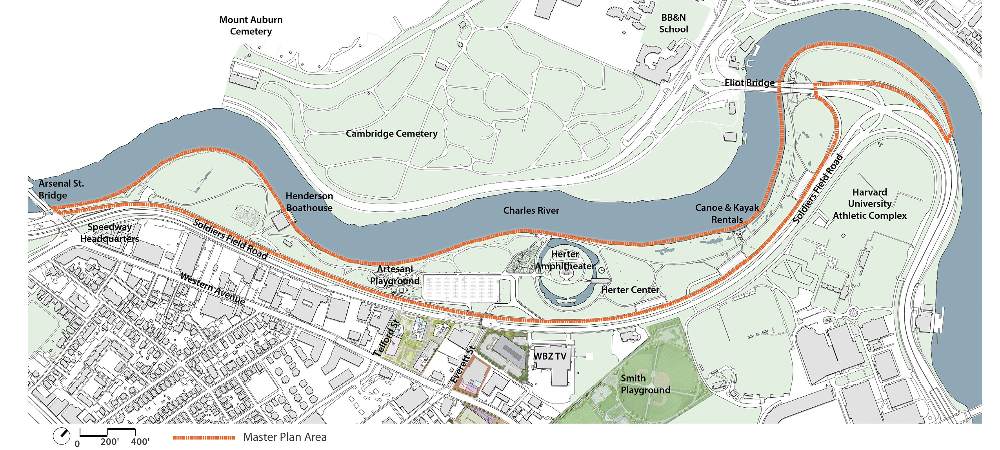 Mount Auburn
Cemetery
BB&N
School
Eliot Bridge
Cambridge Cemetery
Arsenal St.
Bridge
Henderson
Boathouse
Charles River
Canoe & Kayak
Rentals
Soldiers Field Road
Harvard
University
Athletic Complex
Speedway
Headquarters
Soldiers Field Road
Herter
Amphitheater
Artesani
Playground
Western Avenue
Herter Center
Telford St
Everett St
WBZ TV
Smith
Playground
0 200' 400'
Master Plan Area